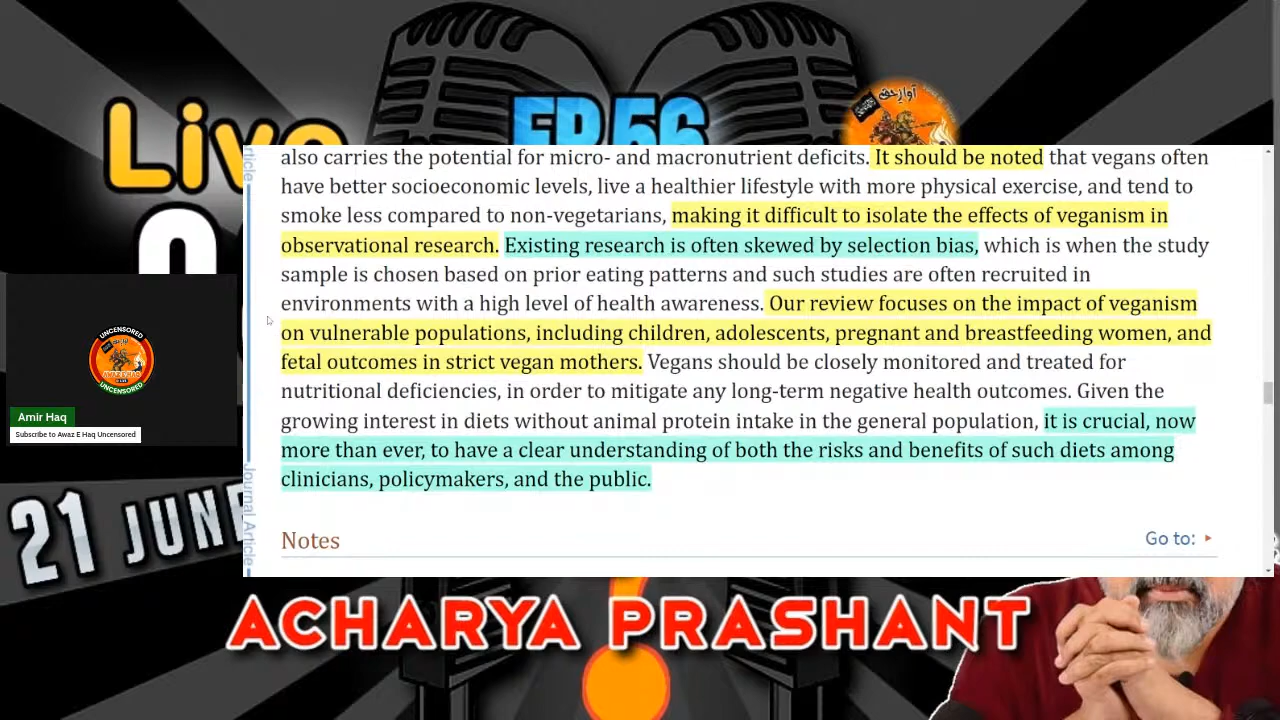 Live
EP 56
آوازِ حق
also carries the potential for micro- and macronutrient deficits. It should be noted that vegans often
have better socioeconomic levels, live a healthier lifestyle with more physical exercise, and tend to
smoke less compared to non-vegetarians, making it difficult to isolate the effects of veganism in
observational research. Existing research is often skewed by selection bias, which is when the study
sample is chosen based on prior eating patterns and such studies are often recruited in
environments with a high level of health awareness. Our review focuses on the impact of veganism
on vulnerable populations, including children, adolescents, pregnant and breastfeeding women, and
fetal outcomes in strict vegan mothers. Vegans should be closely monitored and treated for
nutritional deficiencies, in order to mitigate any long-term negative health outcomes. Given the
growing interest in diets without animal protein intake in the general population, it is crucial, now
more than ever, to have a clear understanding of both the risks and benefits of such diets among
clinicians, policymakers, and the public.
Notes
Go to:
Journal Article
UNCENSORED
UNCENSORED
Amir Haq
Subscribe to Awaz E Haq Uncensored
21 JUNE
ACHARYA PRASHANT